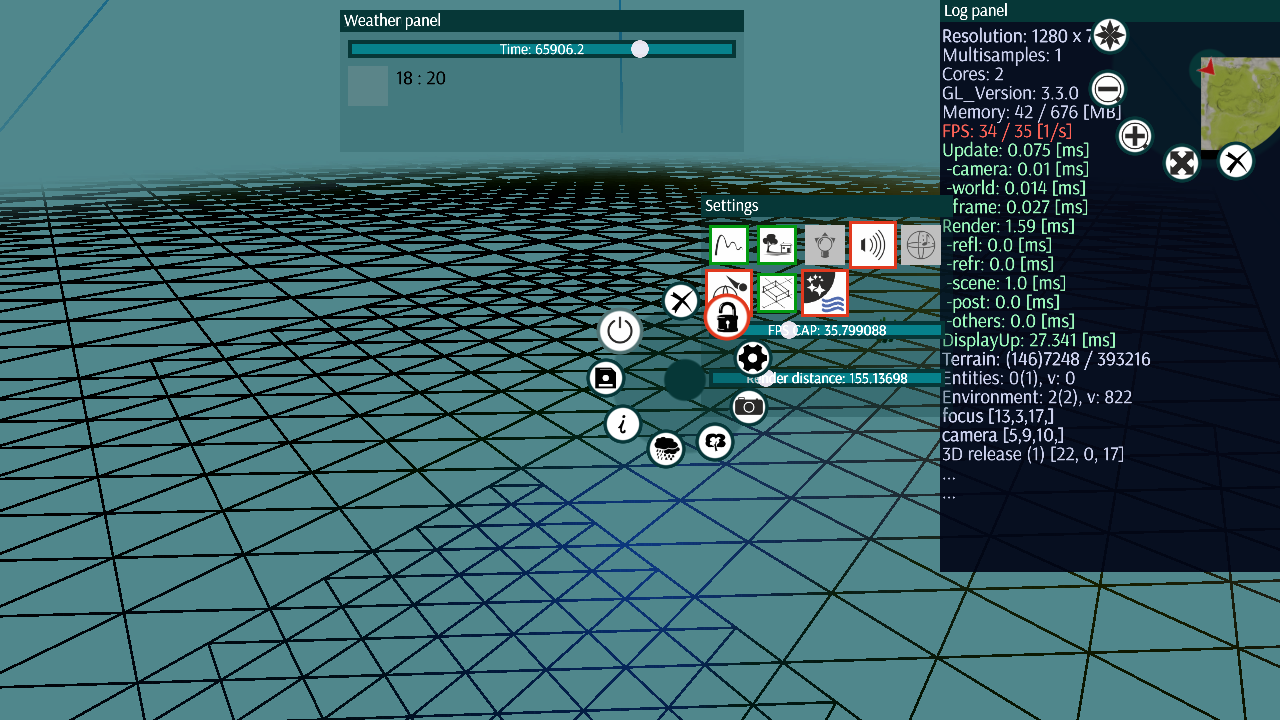 Weather panel
Time: 65906.2
18 : 20
Log panel
Resolution: 1280 x 7
Multisamples: 1
Cores: 2
GL_Version: 3.3.0
Memory: 42 / 676 [MB]
FPS: 34 / 35 [1/s]
Update: 0.075 [ms]
-camera: 0.01 [ms]
-world: 0.014 [ms]
frame: 0.027 [ms]
Render: 1.59 [ms]
-refl: 0.0 [ms]
-refr: 0.0 [ms]
-scene: 1.0 [ms]
-post: 0.0 [ms]
-others: 0.0 [ms]
DisplayUp: 27.341 [ms]
Terrain: (146)7248 / 393216
Entities: 0(1), v: 0
Environment: 2(2), v: 822
focus [13,3,17,]
camera [5,9,10,]
3D release (1) [22, 0, 17]
...
...
Settings
FPS CAP: 35.799088
Render distance: 155.13698
i